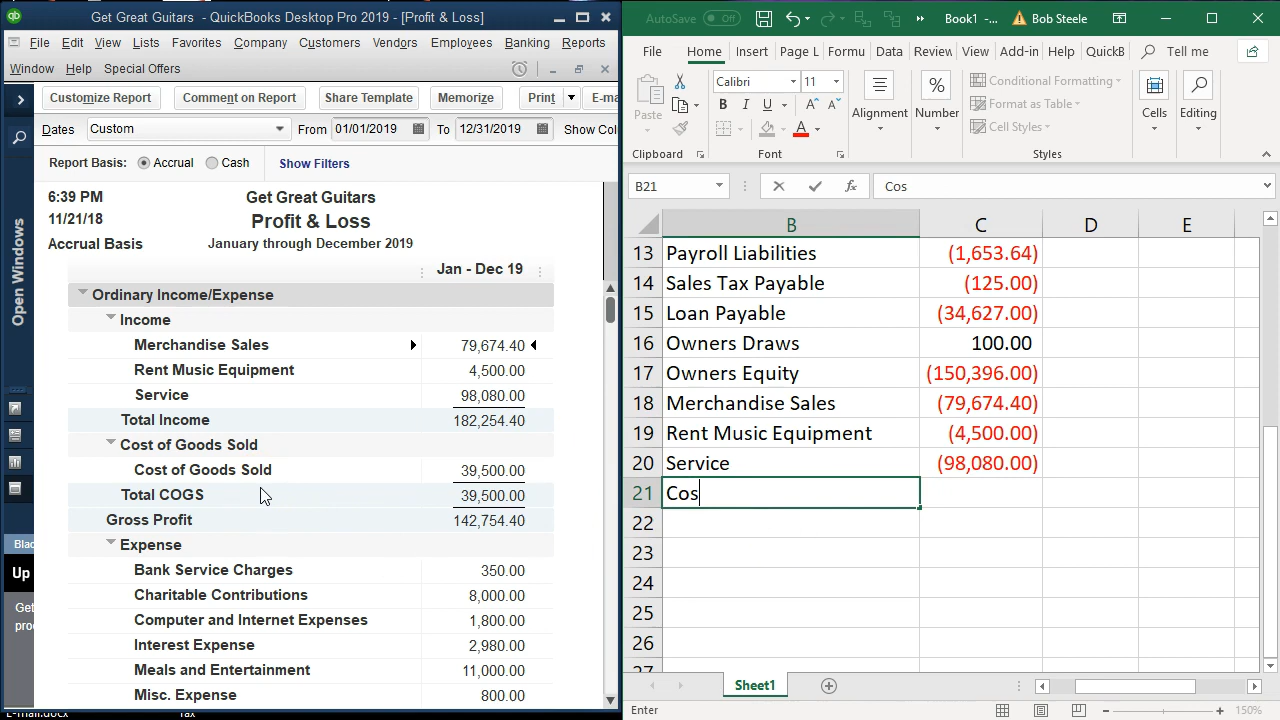 Get Great Guitars - QuickBooks Desktop Pro 2019 - [Profit & Loss]
File Edit View Lists Favorites Company Customers Vendors Employees Banking Reports
Window Help Special Offers
Customize Report Comment on Report Share Template Memorize Print E-ma
Dates Custom From 01/01/2019 To 12/31/2019 Show Col
Report Basis: Accrual Cash Show Filters
Open Windows
6:39 PM
11/21/18
Accrual Basis
Get Great Guitars
Profit & Loss
January through December 2019
Jan - Dec 19
Ordinary Income/Expense
Income
Merchandise Sales 79,674.40
Rent Music Equipment 4,500.00
Service 98,080.00
Total Income 182,254.40
Cost of Goods Sold
Cost of Goods Sold 39,500.00
Total COGS 39,500.00
Gross Profit 142,754.40
Expense
Bank Service Charges 350.00
Charitable Contributions 8,000.00
Computer and Internet Expenses 1,800.00
Interest Expense 2,980.00
Meals and Entertainment 11,000.00
Misc. Expense 800.00
Blac
Up
Get
pro
E-mail.docx Tax
AutoSave Off Book1 -... Bob Steele
File Home Insert Page L Formu Data Review View Add-in Help QuickB Tell me
Paste
Clipboard
Calibri 11
B I U
Font
Alignment
Number
Conditional Formatting
Format as Table
Cell Styles
Styles
Cells
Editing
B21 fx Cos
B C D E
13 Payroll Liabilities (1,653.64)
14 Sales Tax Payable (125.00)
15 Loan Payable (34,627.00)
16 Owners Draws 100.00
17 Owners Equity (150,396.00)
18 Merchandise Sales (79,674.40)
19 Rent Music Equipment (4,500.00)
20 Service (98,080.00)
21 Cos
22
23
24
25
26
27
Sheet1
Enter 150%